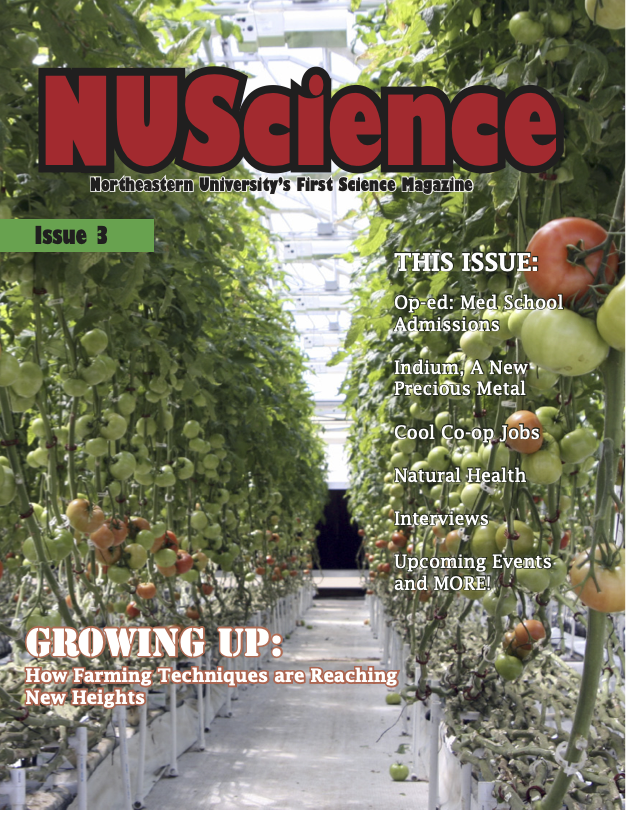 NUScience
Northeastern University's First Science Magazine
Issue 3
THIS ISSUE:
Op-ed: Med School
Admissions
Indium, A New
Precious Metal
Cool Co-op Jobs
Natural Health
Interviews
Upcoming Events
and MORE!
GROWING UP:
How Farming Techniques are Reaching
New Heights